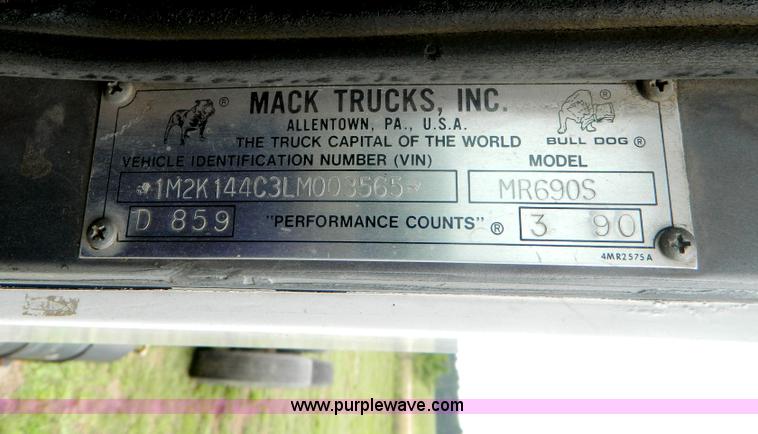 MACK TRUCKS, INC.
ALLENTOWN, PA., U.S.A.
THE TRUCK CAPITAL OF THE WORLD
BULL DOG ®
VEHICLE IDENTIFICATION NUMBER (VIN) MODEL
*1M2K144C3LM003565* MR690S
D 859 "PERFORMANCE COUNTS" ® 3 90
4MR2575A
www.purplewave.com